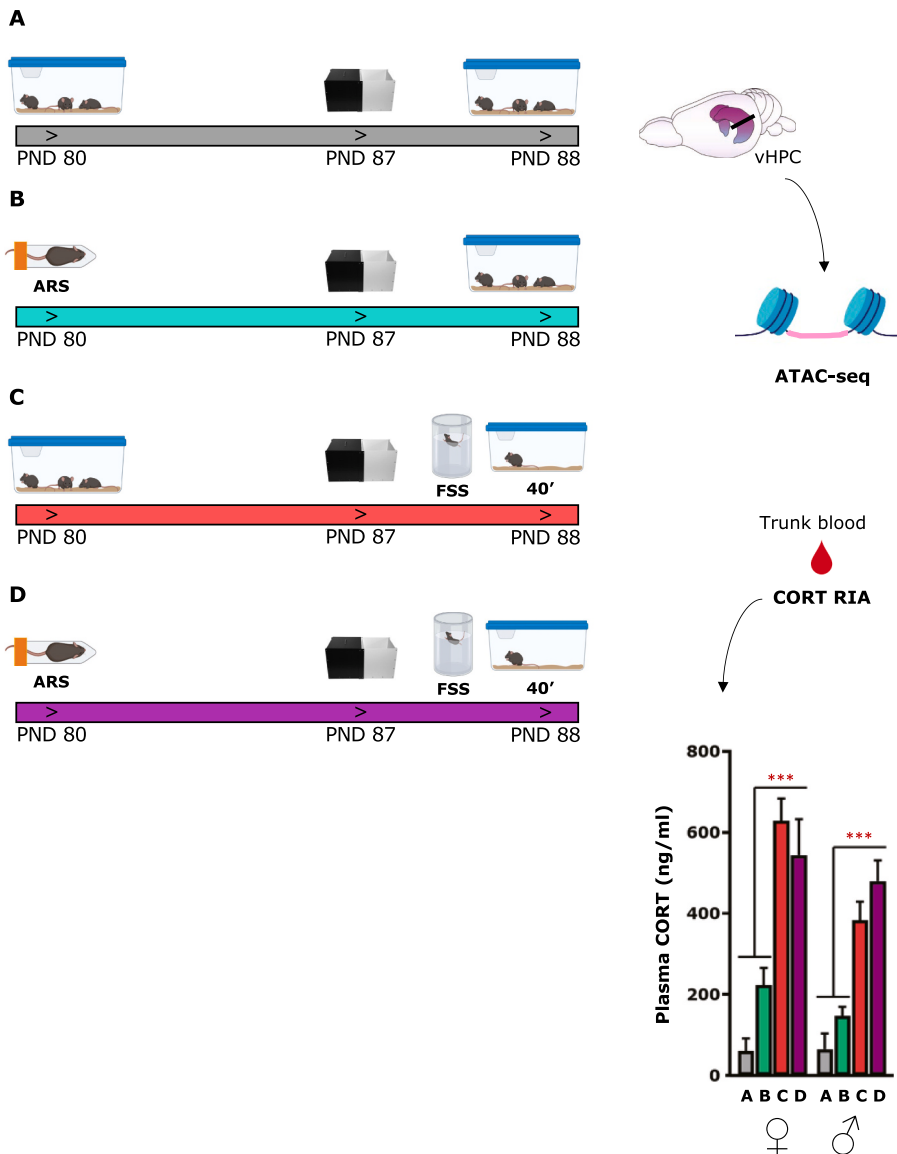 A
>
>
>
PND 80
PND 87
PND 88
vHPC
B
ARS
>
>
>
PND 80
PND 87
PND 88
ATAC-seq
C
FSS
40′
>
>
>
PND 80
PND 87
PND 88
Trunk blood
CORT RIA
D
ARS
FSS
40′
>
>
>
PND 80
PND 87
PND 88
800
600
400
200
0
Plasma CORT (ng/ml)
***
***
A B C D A B C D
♀ ♂